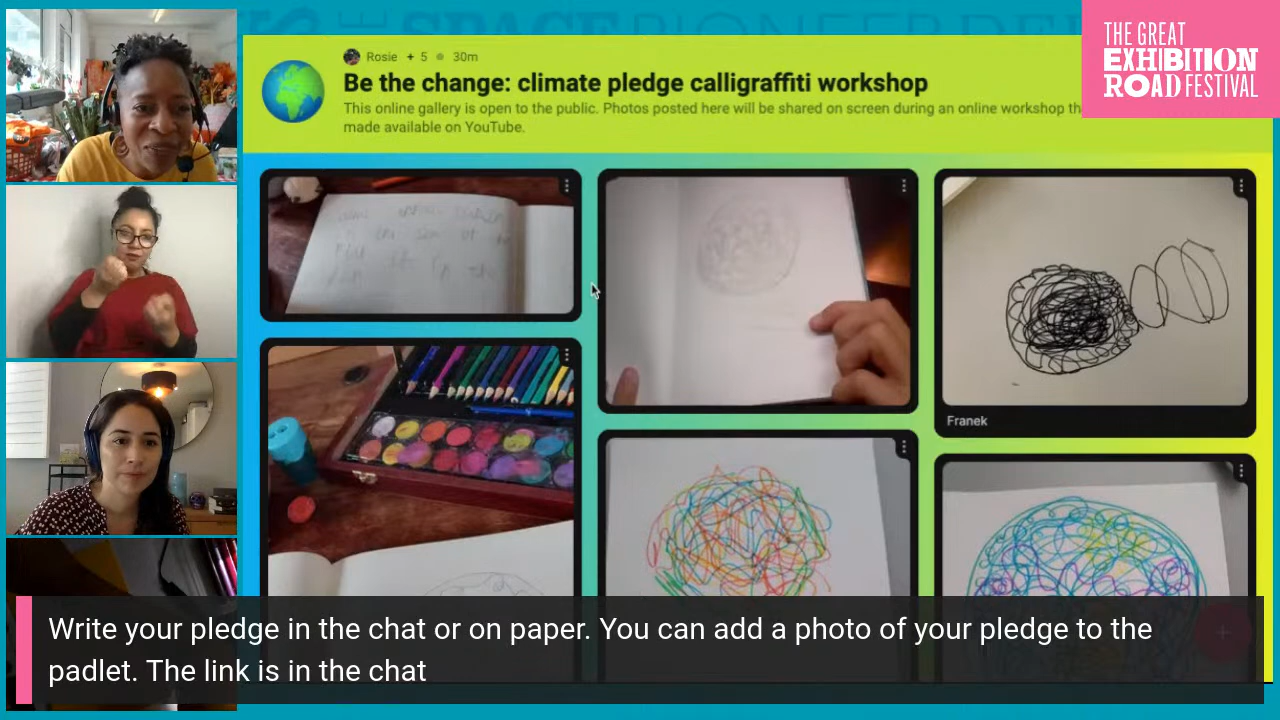 THE SPACE PIONEER
THE GREAT
EXHIBITION
ROAD FESTIVAL
Rosie + 5 30m
Be the change: climate pledge calligraffiti workshop
This online gallery is open to the public. Photos posted here will be shared on screen during an online workshop
made available on YouTube.
Franek
Write your pledge in the chat or on paper. You can add a photo of your pledge to the
padlet. The link is in the chat